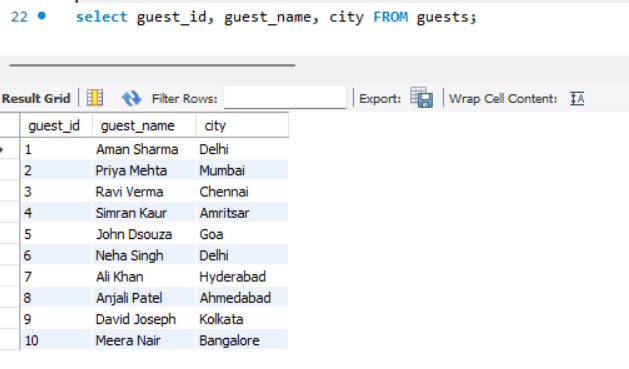 22 select guest_id, guest_name, city FROM guests;
Result Grid Filter Rows: Export: Wrap Cell Content: IA
guest_id guest_name city
1 Aman Sharma Delhi
2 Priya Mehta Mumbai
3 Ravi Verma Chennai
4 Simran Kaur Amritsar
5 John Dsouza Goa
6 Neha Singh Delhi
7 Ali Khan Hyderabad
8 Anjali Patel Ahmedabad
9 David Joseph Kolkata
10 Meera Nair Bangalore